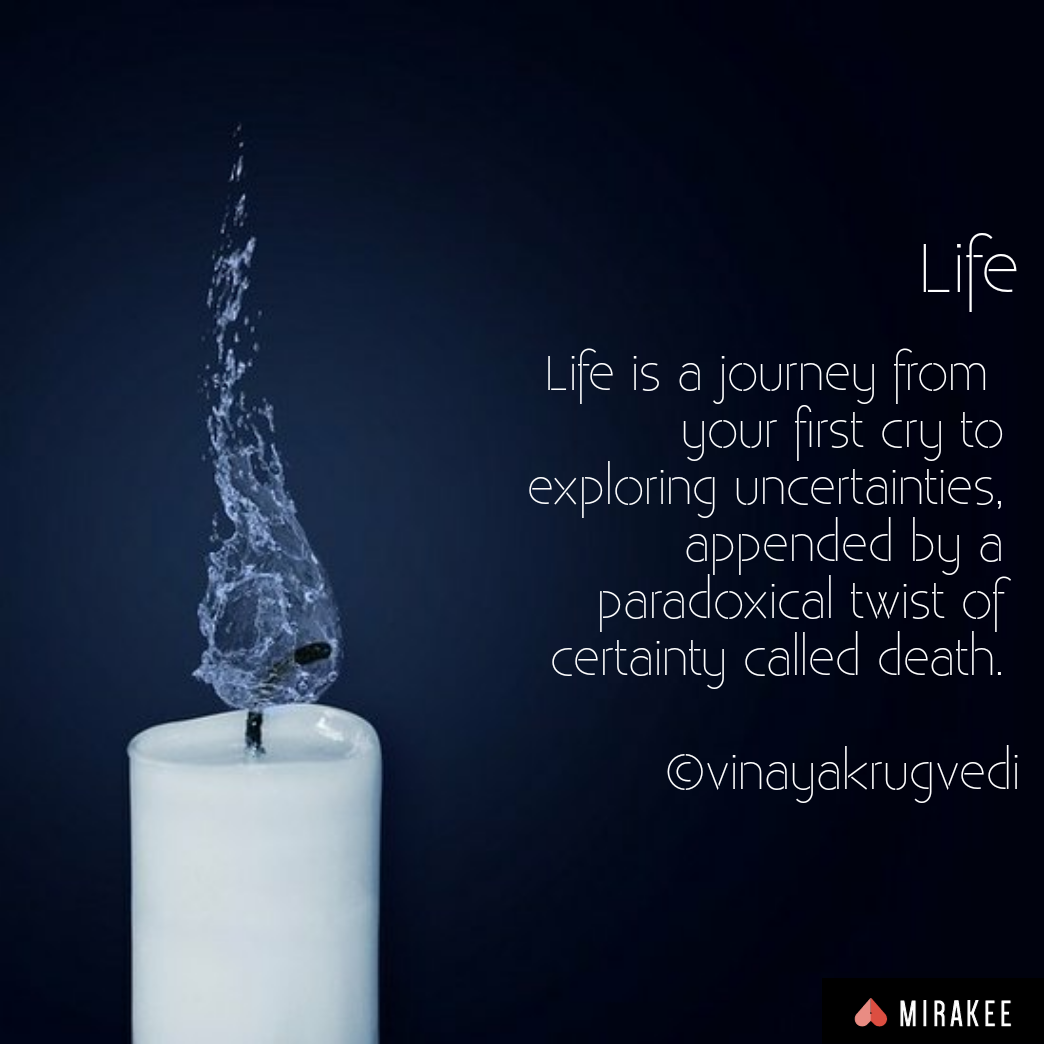 Life
Life is a journey from
your first cry to
exploring uncertainties,
appended by a
paradoxical twist of
certainty called death.
©vinayakrugvedi
MIRAKEE